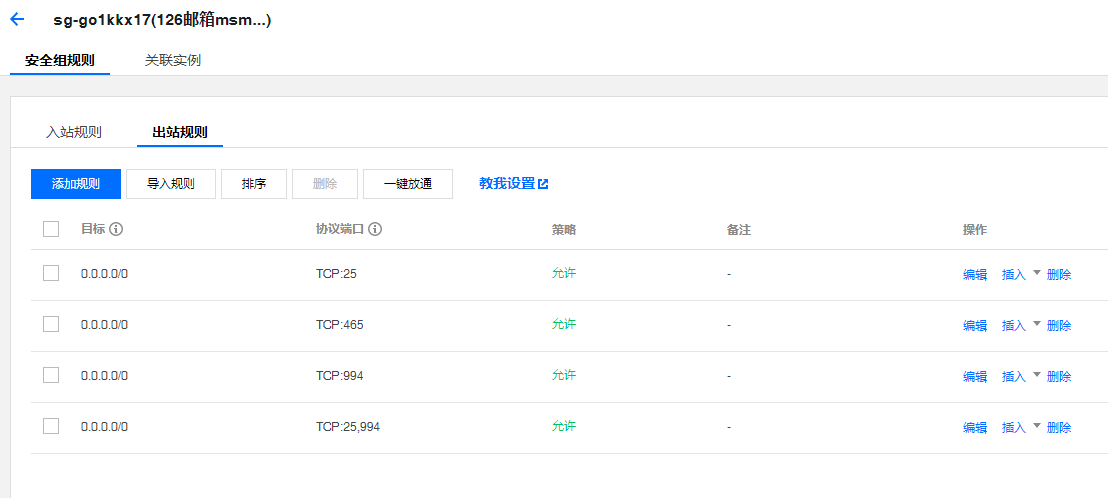 sg-go1kkx17(126邮箱msm...)
安全组规则 关联实例
入站规则 出站规则
添加规则 导入规则 排序 删除 一键放通 教我设置
目标 协议端口 策略 备注 操作
0.0.0.0/0 TCP:25 允许 - 编辑 插入 删除
0.0.0.0/0 TCP:465 允许 - 编辑 插入 删除
0.0.0.0/0 TCP:994 允许 - 编辑 插入 删除
0.0.0.0/0 TCP:25,994 允许 - 编辑 插入 删除